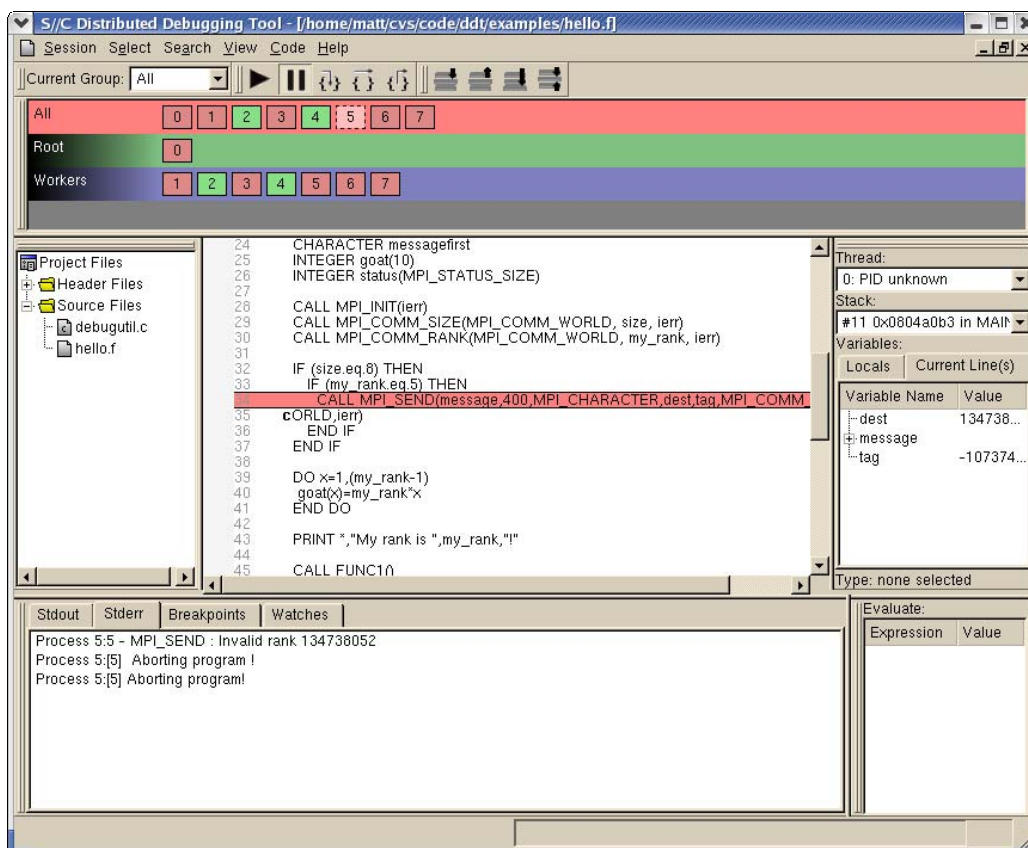 S//C Distributed Debugging Tool - [/home/matt/cvs/code/ddt/examples/hello.f]
Session Select Search View Code Help
Current Group: All
All 0 1 2 3 4 5 6 7
Root 0
Workers 1 2 3 4 5 6 7
Project Files
Header Files
Source Files
debugutil.c
hello.f
24 CHARACTER messagefirst
25 INTEGER goat(10)
26 INTEGER status(MPI_STATUS_SIZE)
27
28 CALL MPI_INIT(ierr)
29 CALL MPI_COMM_SIZE(MPI_COMM_WORLD, size, ierr)
30 CALL MPI_COMM_RANK(MPI_COMM_WORLD, my_rank, ierr)
31
32 IF (size.eq.8) THEN
33 IF (my_rank.eq.5) THEN
34 CALL MPI_SEND(message,400,MPI_CHARACTER,dest,tag,MPI_COMM_
35 cORLD,ierr)
36 END IF
37 END IF
38
39 DO x=1,(my_rank-1)
40 goat(x)=my_rank*x
41 END DO
42
43 PRINT *,"My rank is ",my_rank,"!"
44
45 CALL FUNC1()
Thread:
0: PID unknown
Stack:
#11 0x0804a0b3 in MAIN
Variables:
Locals Current Line(s)
Variable Name Value
dest 134738...
message
tag -107374...
Type: none selected
Stdout Stderr Breakpoints Watches
Process 5:5 - MPI_SEND : Invalid rank 134738052
Process 5:[5] Aborting program !
Process 5:[5] Aborting program!
Evaluate:
Expression Value